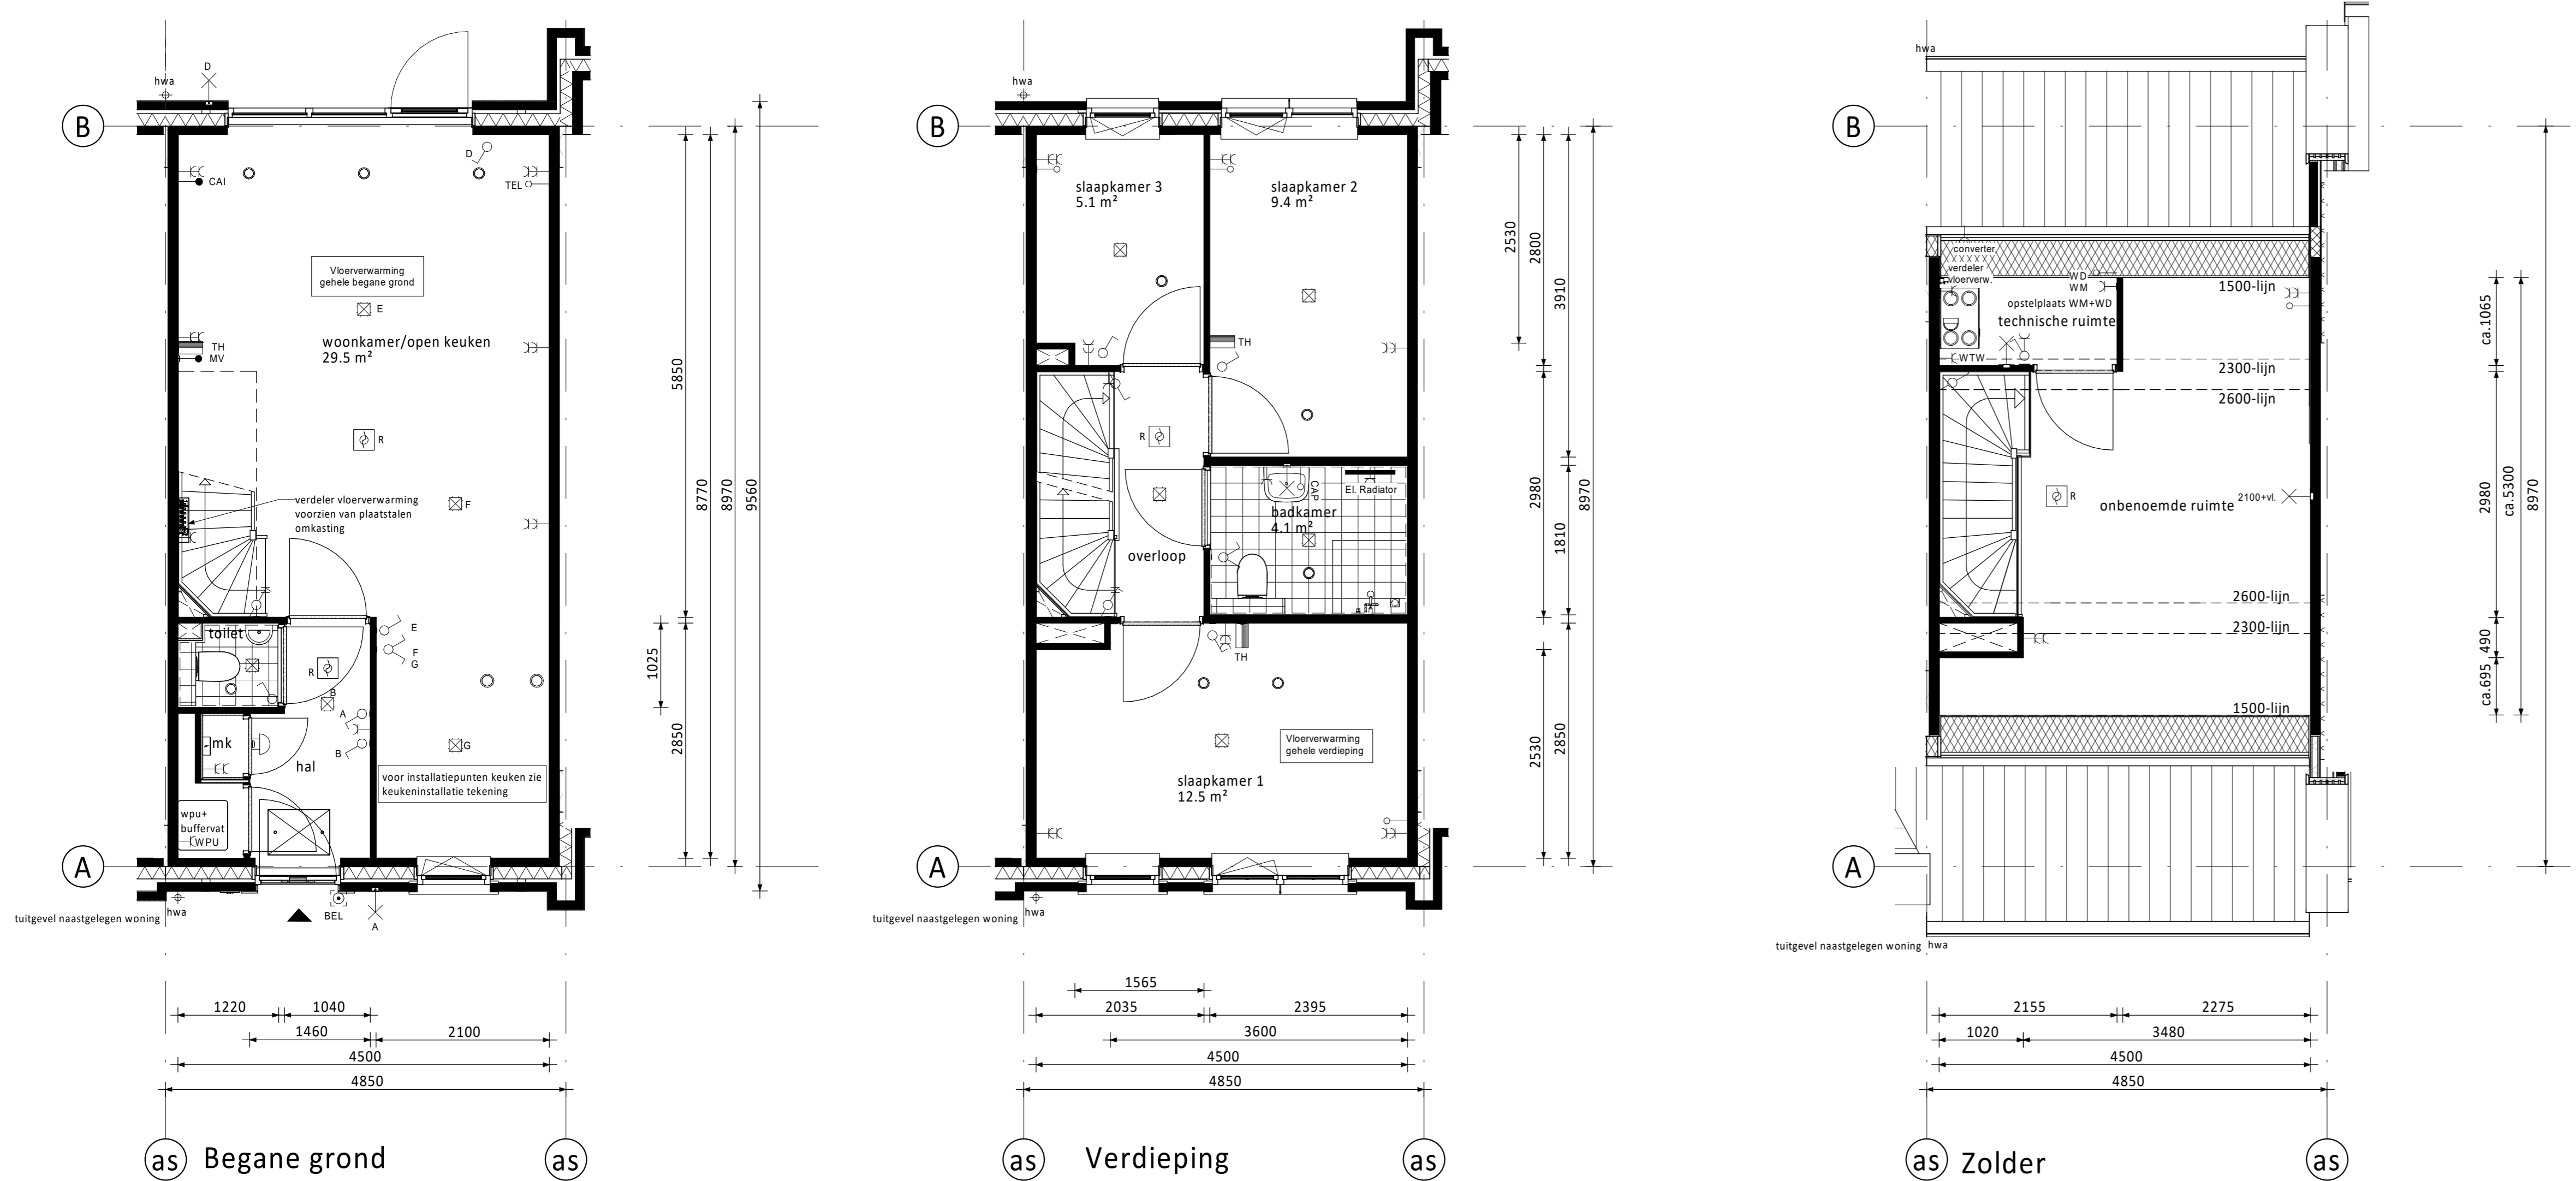 D
hwa
B
D
CAI
TEL
Vloerverwarming
gehele begane grond
E
TH
MV
woonkamer/open keuken
29.5 m²
R
F
verdeler vloerverwarming
voorzien van plaatstalen
omkasting
toilet
E
F
G
R
B
A
B
mk
hal
G
voor installatiepunten keuken zie
keukeninstallatie tekening
wpu+
buffervat
WPU
A
hwa
BEL
A
tuitgevel naastgelegen woning
5850
8770
8970
9560
1025
2850
1220
1040
1460
2100
4500
4850
as
Begane grond
as
hwa
B
slaapkamer 3
5.1 m²
slaapkamer 2
9.4 m²
TH
R
El. Radiator
CAP
badkamer
4.1 m²
overloop
TH
Vloerverwarming
gehele verdieping
slaapkamer 1
12.5 m²
A
hwa
tuitgevel naastgelegen woning
2530
2800
3910
2980
1810
8970
2530
2850
1565
2035
2395
3600
4500
4850
as
Verdieping
as
hwa
B
converter
verdeler
vloerverw.
WD
WM
1500-lijn
opstelplaats WM+WD
technische ruimte
WTW
2300-lijn
2600-lijn
R
2100+vl.
onbenoemde ruimte
2600-lijn
2300-lijn
1500-lijn
A
tuitgevel naastgelegen woning
hwa
ca.1065
2980
ca.5300
8970
490
ca.695
2155
2275
1020
3480
4500
4850
as
Zolder
as